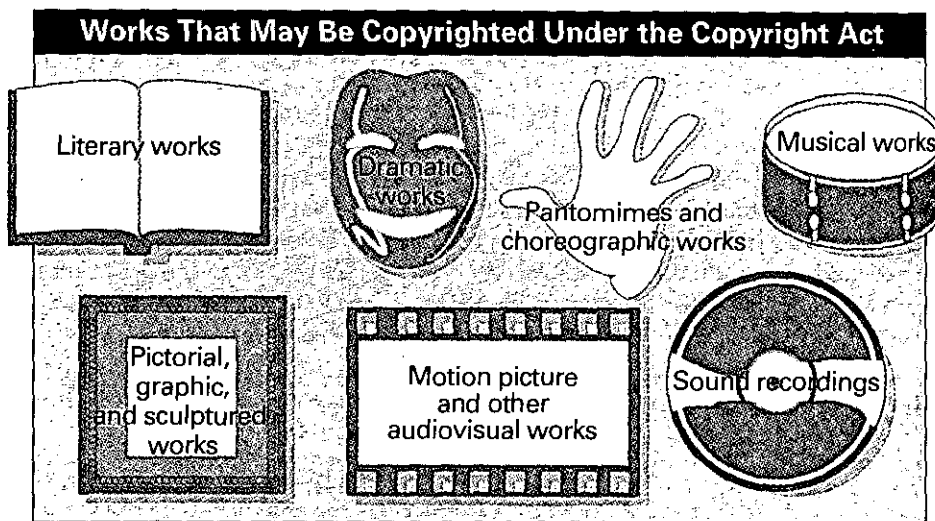 Works That May Be Copyrighted Under the Copyright Act
Literary works
Dramatic
works
Pantomimes and
choreographic works
Musical works
Pictorial,
graphic,
and sculptured
works
Motion picture
and other
audiovisual works
Sound recordings